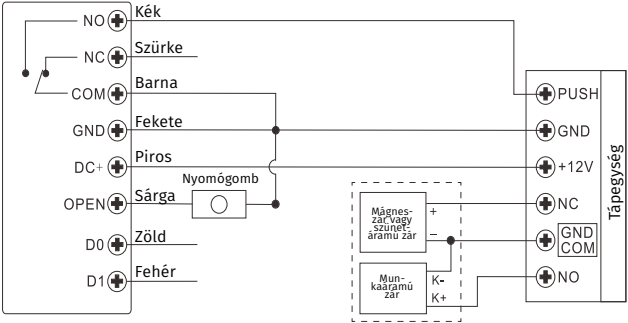 NO Kék
NC Szürke
COM Barna
GND Fekete
DC+ Piros
OPEN Sárga
D0 Zöld
D1 Fehér
Nyomógomb
Mágnes-
zár vagy
szünet-
áramú zár
+
−
Mun-
kaáramú
zár
K-
K+
PUSH
GND
+12V
NC
GND
COM
NO
Tápegység